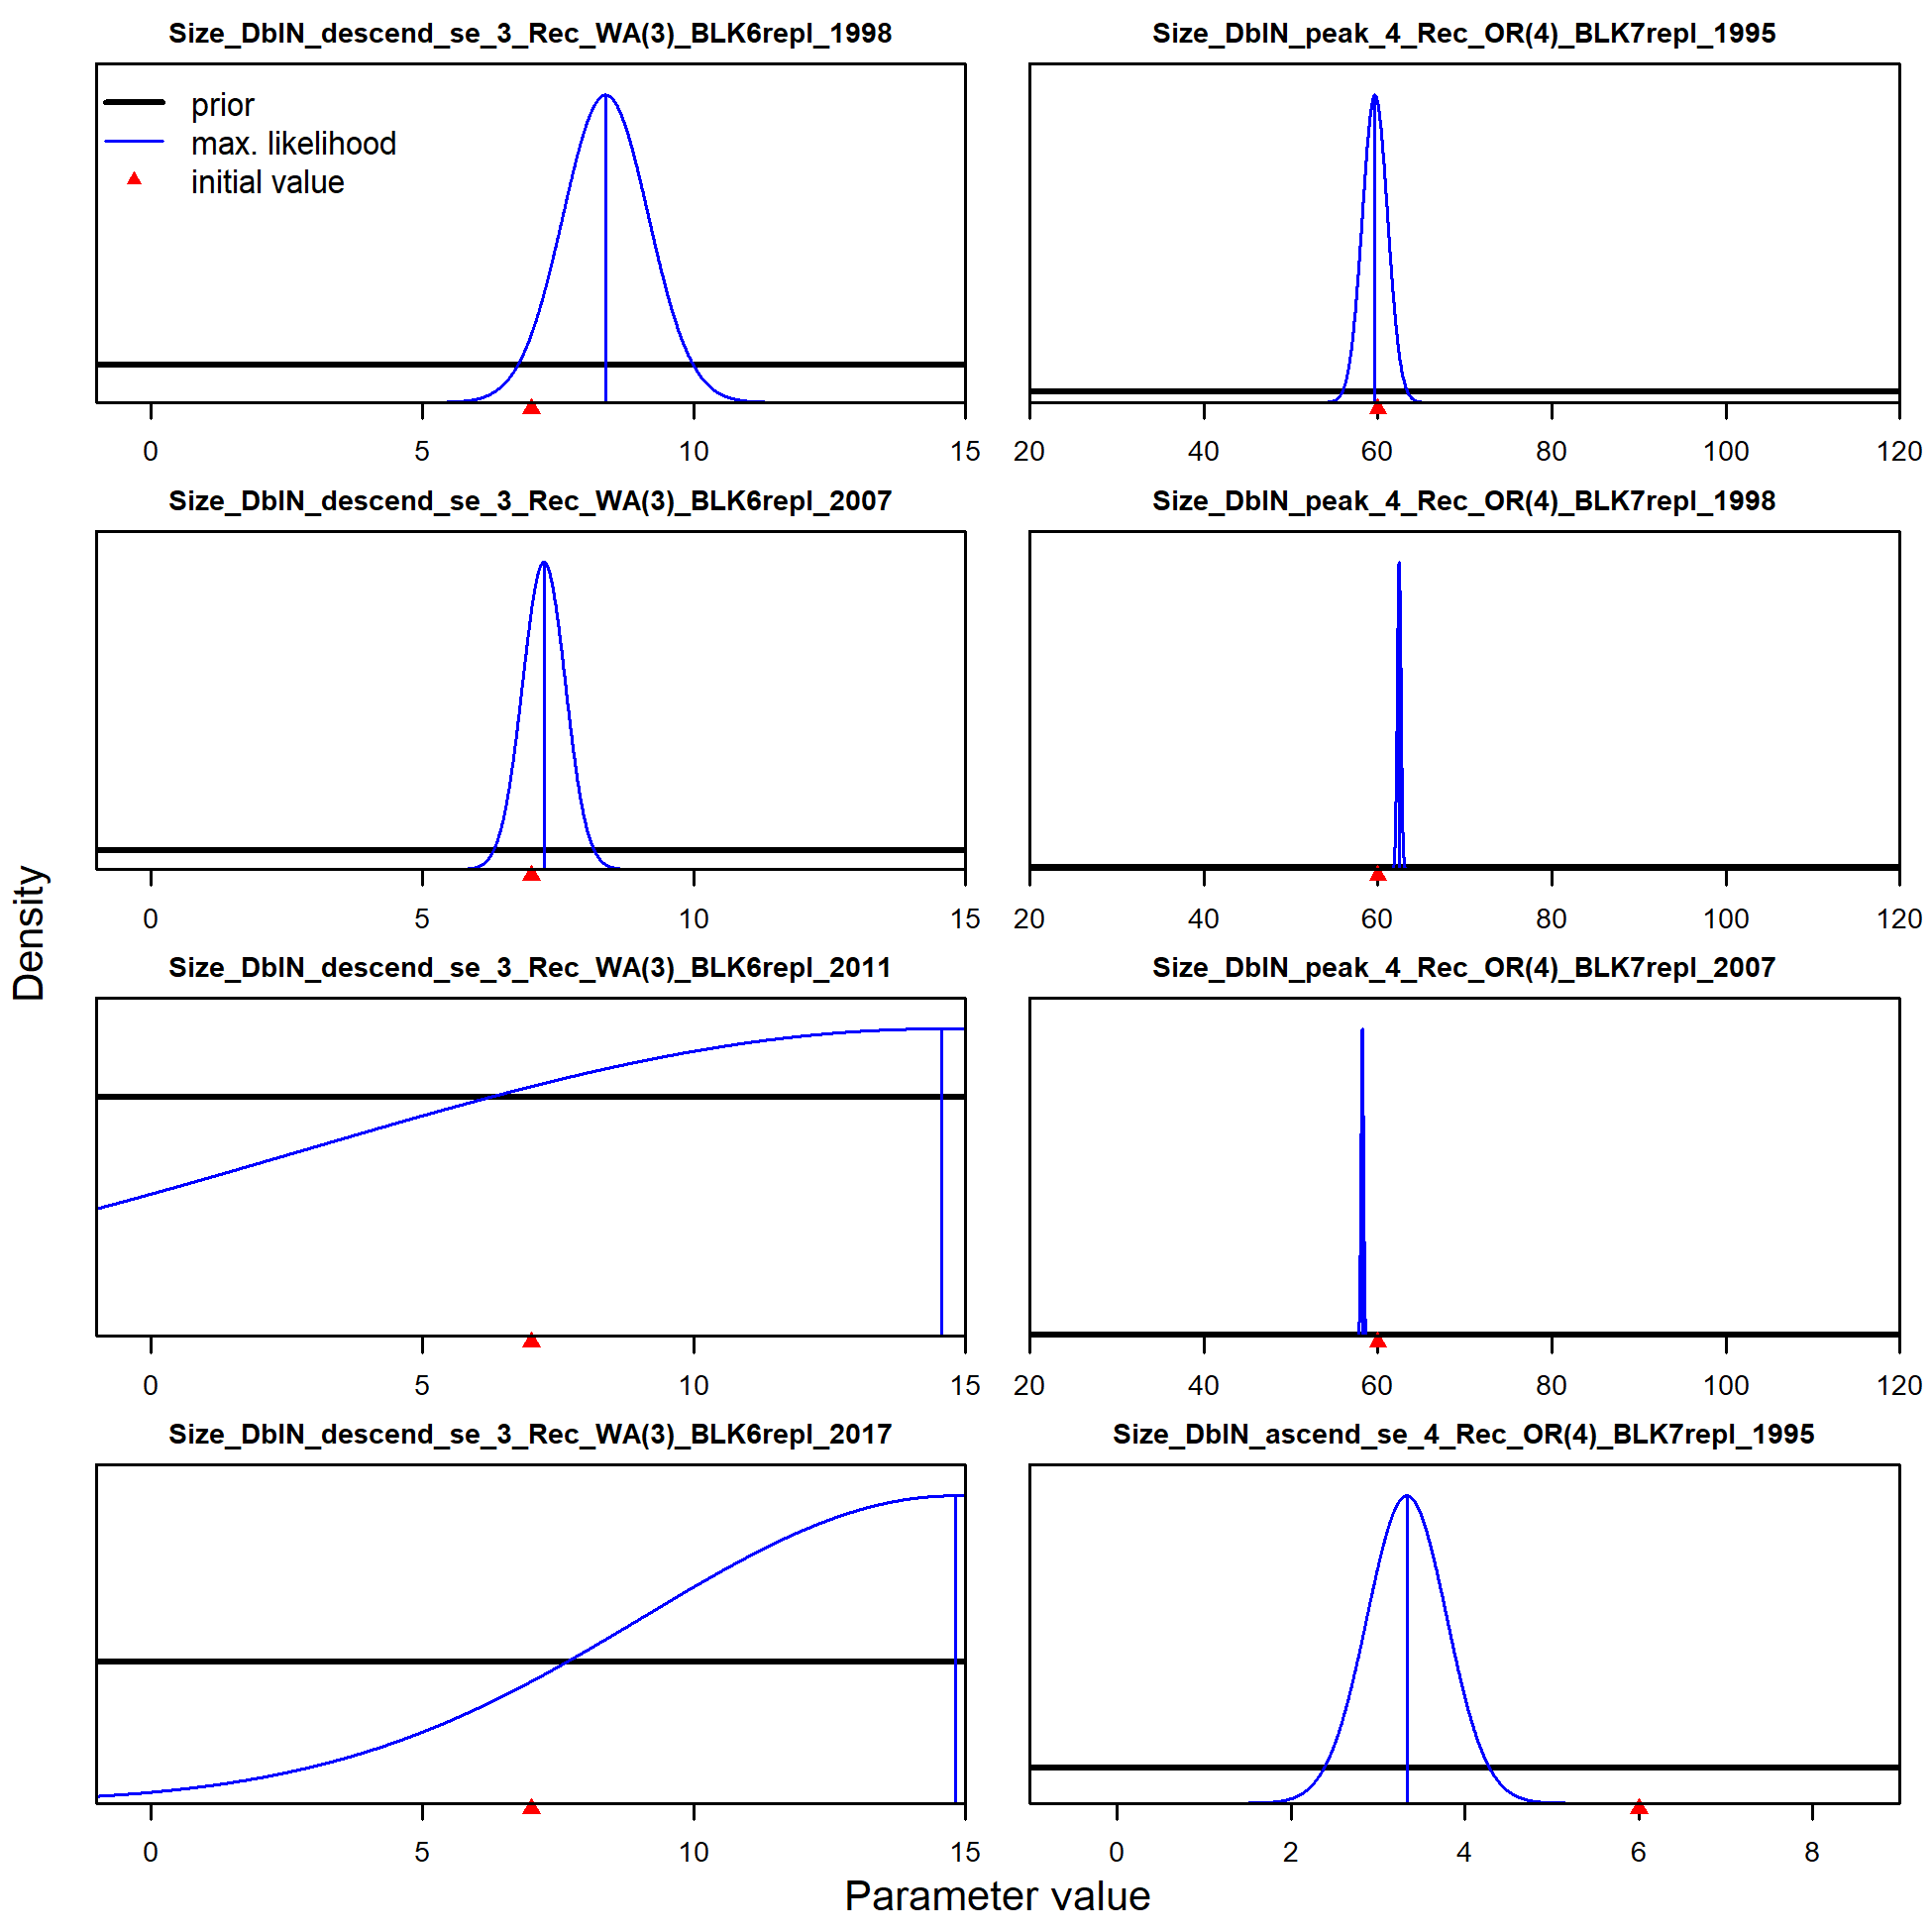 Size_DblN_descend_se_3_Rec_WA(3)_BLK6repl_1998
prior
max. likelihood
initial value
0 5 10 15
Size_DblN_peak_4_Rec_OR(4)_BLK7repl_1995
20 40 60 80 100 120
Size_DblN_descend_se_3_Rec_WA(3)_BLK6repl_2007
0 5 10 15
Size_DblN_peak_4_Rec_OR(4)_BLK7repl_1998
20 40 60 80 100 120
Size_DblN_descend_se_3_Rec_WA(3)_BLK6repl_2011
0 5 10 15
Size_DblN_peak_4_Rec_OR(4)_BLK7repl_2007
20 40 60 80 100 120
Size_DblN_descend_se_3_Rec_WA(3)_BLK6repl_2017
0 5 10 15
Size_DblN_ascend_se_4_Rec_OR(4)_BLK7repl_1995
0 2 4 6 8
Density
Parameter value